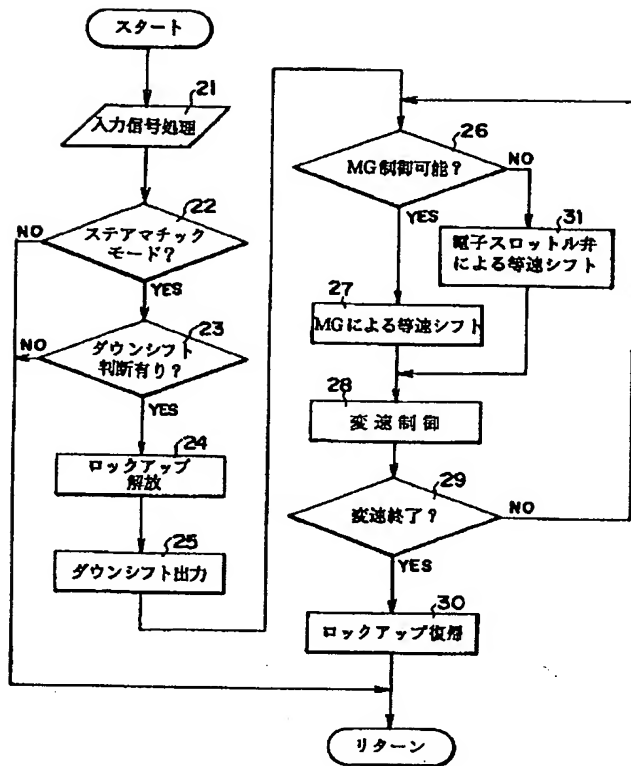 スタート
21
入力信号処理
22
ステアマチック
モード?
NO
YES
23
ダウンシフト
判断有り?
NO
YES
24
ロックアップ
解放
25
ダウンシフト出力
26
MG制御可能?
NO
YES
31
電子スロットル弁
による等速シフト
27
MGによる等速シフト
28
変速制御
29
変速終了?
NO
YES
30
ロックアップ復帰
リターン